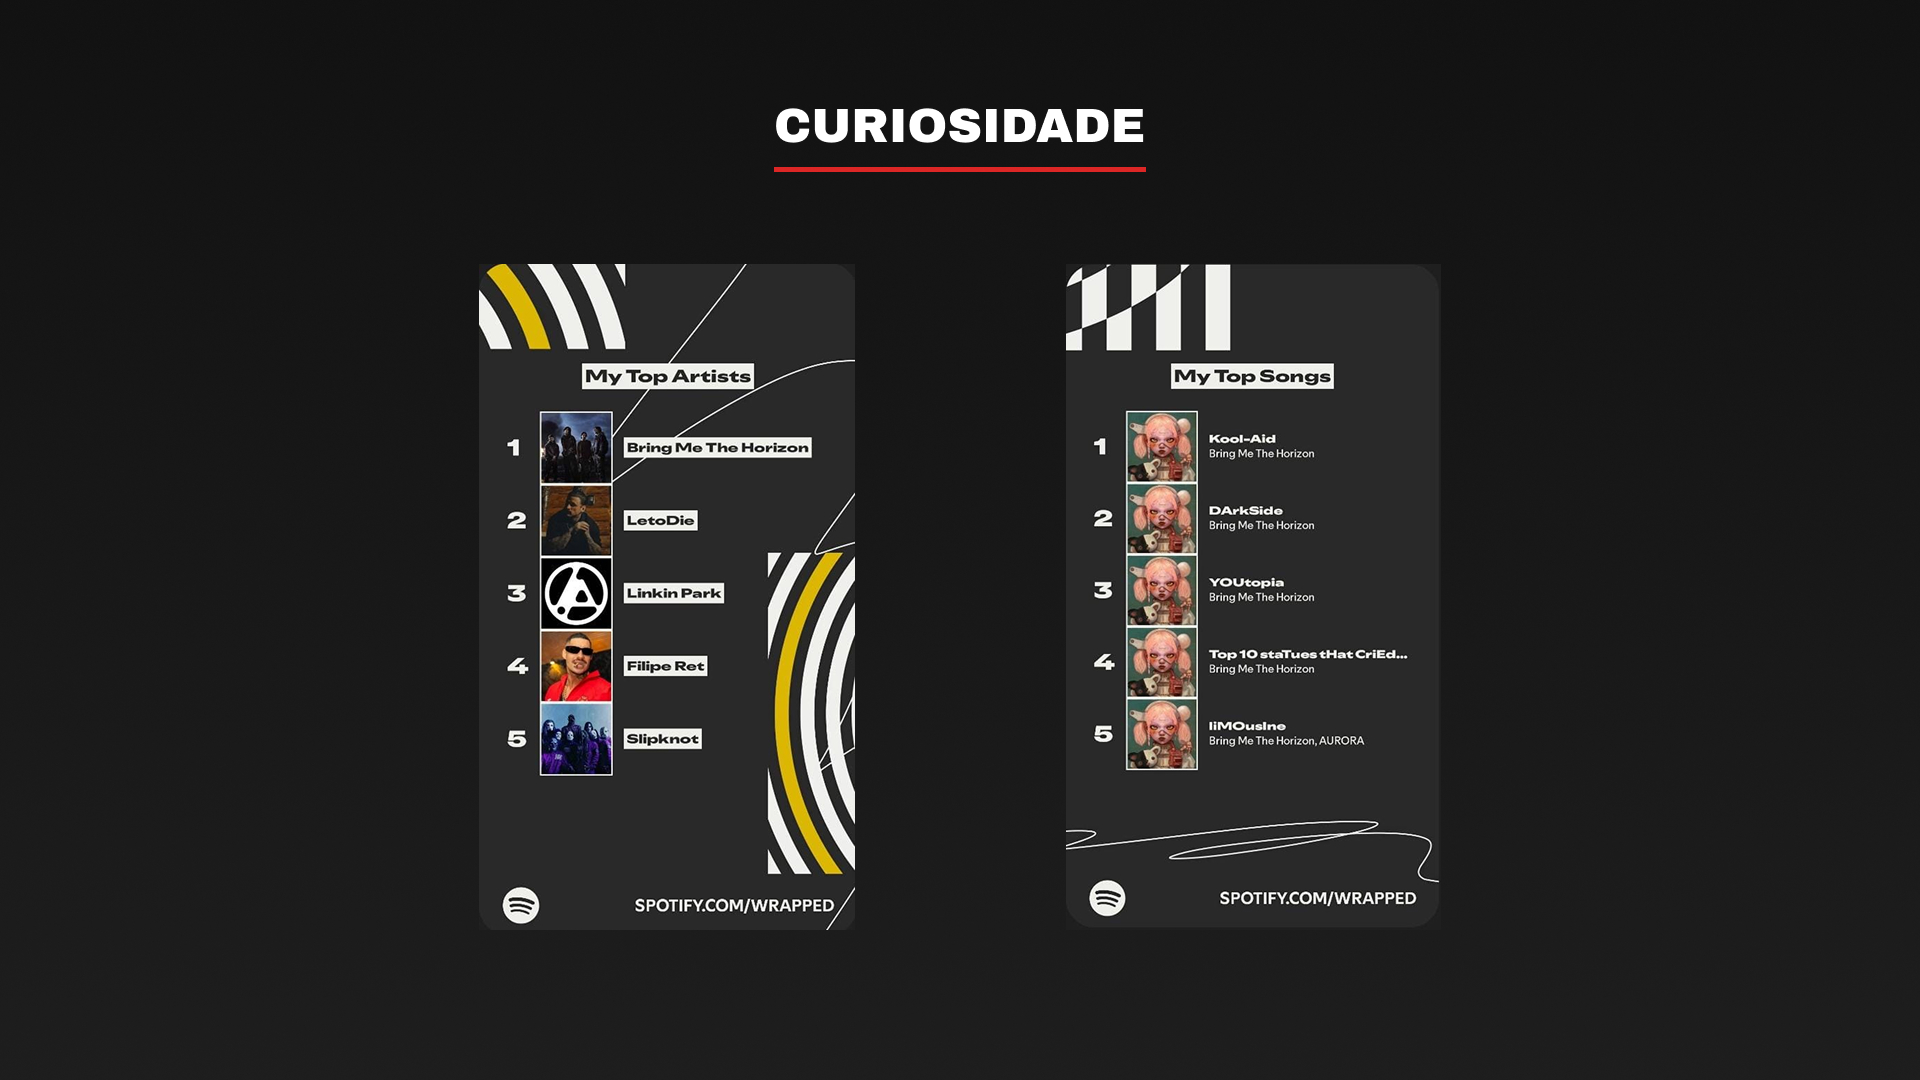 CURIOSIDADE
My Top Artists
1
Bring Me The Horizon
2
LetoDie
3
Linkin Park
4
Filipe Ret
5
Slipknot
SPOTIFY.COM/WRAPPED
My Top Songs
1
Kool-Aid
Bring Me The Horizon
2
DArkSide
Bring Me The Horizon
3
YOUtopia
Bring Me The Horizon
4
Top 10 staTues tHat CriEd...
Bring Me The Horizon
5
liMOusIne
Bring Me The Horizon, AURORA
SPOTIFY.COM/WRAPPED